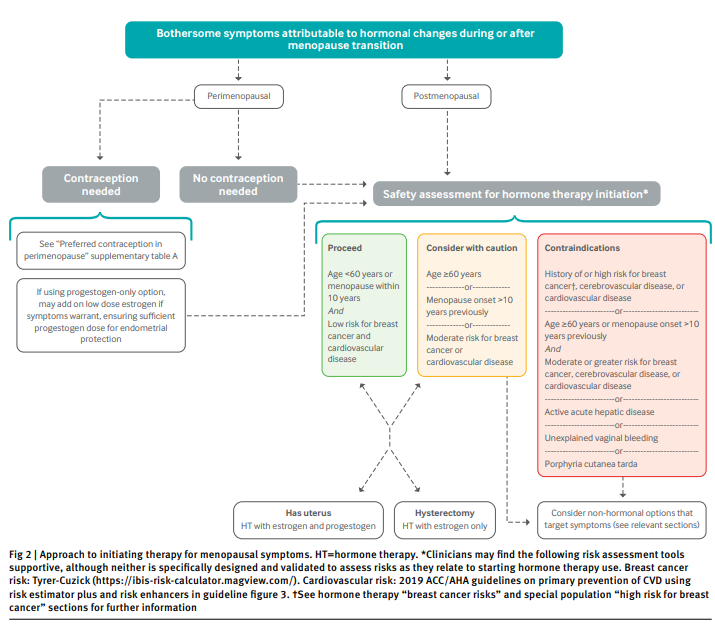 Bothersome symptoms attributable to hormonal changes during or after
menopause transition
Perimenopausal
Postmenopausal
Contraception
needed
No contraception
needed
Safety assessment for hormone therapy initiation*
See "Preferred contraception in
perimenopause" supplementary table A
If using progestogen-only option,
may add on low dose estrogen if
symptoms warrant, ensuring sufficient
progestogen dose for endometrial
protection
Proceed
Age <60 years or
menopause within
10 years
And
Low risk for breast
cancer and
cardiovascular
disease
Consider with caution
Age ≥60 years
or
Menopause onset >10
years previously
or
Moderate risk for breast
cancer or
cardiovascular disease
Contraindications
History of or high risk for breast
cancer†, cerebrovascular disease, or
cardiovascular disease
or
Age ≥60 years or menopause onset >10
years previously
And
Moderate or greater risk for breast
cancer, cerebrovascular disease, or
cardiovascular disease
or
Active acute hepatic disease
or
Unexplained vaginal bleeding
or
Porphyria cutanea tarda
Has uterus
HT with estrogen and progestogen
Hysterectomy
HT with estrogen only
Consider non-hormonal options that
target symptoms (see relevant sections)
Fig 2 | Approach to initiating therapy for menopausal symptoms. HT=hormone therapy. *Clinicians may find the following risk assessment tools
supportive, although neither is specifically designed and validated to assess risks as they relate to starting hormone therapy use. Breast cancer
risk: Tyrer-Cuzick (https://ibis-risk-calculator.magview.com/). Cardiovascular risk: 2019 ACC/AHA guidelines on primary prevention of CVD using
risk estimator plus and risk enhancers in guideline figure 3. †See hormone therapy "breast cancer risks" and special population "high risk for breast
cancer" sections for further information